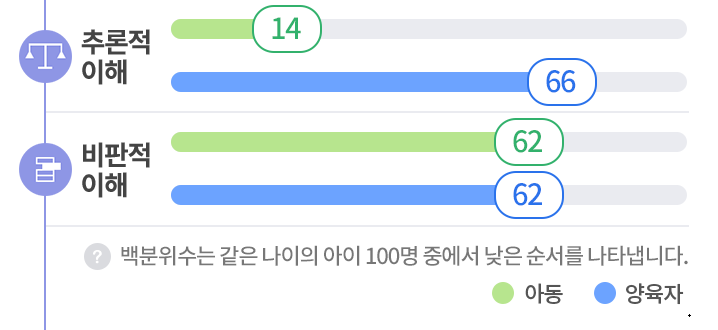 추론적
이해
14
66
비판적
이해
62
62
? 백분위수는 같은 나이의 아이 100명 중에서 낮은 순서를 나타냅니다.
아동 양육자